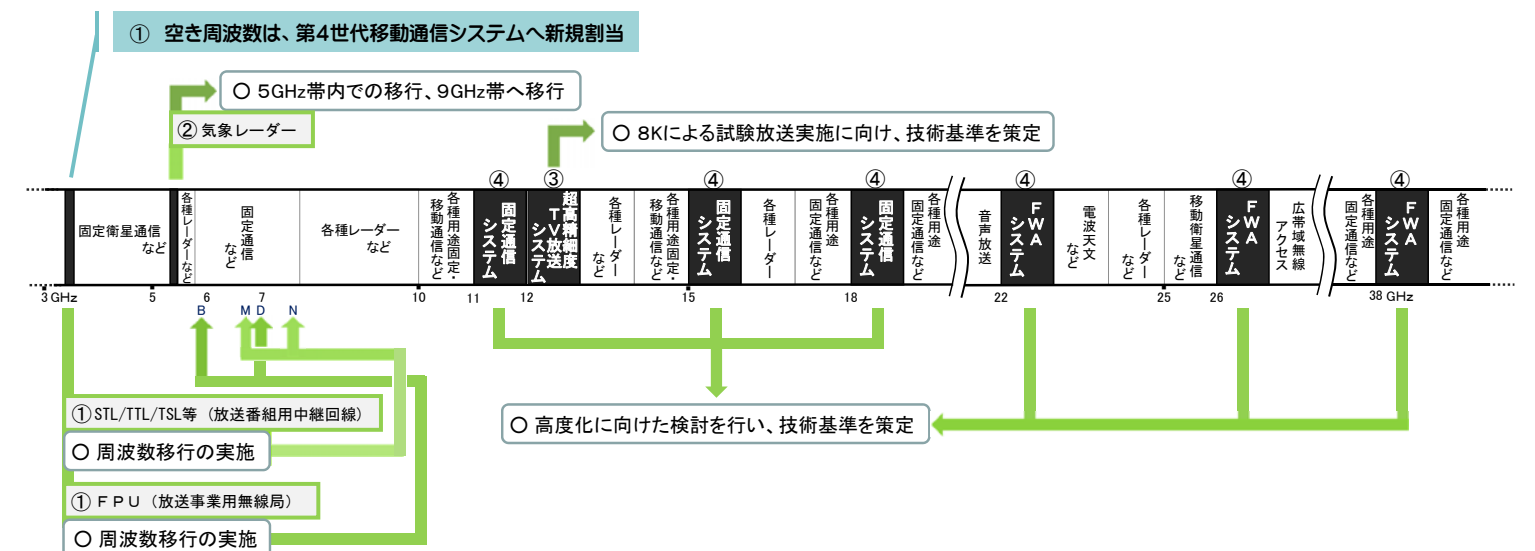 ① 空き周波数は、第4世代移動通信システムへ新規割当
○ 5GHz帯内での移行、9GHz帯へ移行
② 気象レーダー
○ 8Kによる試験放送実施に向け、技術基準を策定
④
③
④
④
④
④
④
固定衛星通信
など
各種レーダーなど
固定通信
など
各種レーダー
など
各種用途固定・
移動通信など
固定通信
システム
超高精細度
TV放送
システム
各種レーダー
など
各種用途固定・
移動通信など
固定通信
システム
各種レーダー
各種用途
固定通信など
固定通信
システム
各種用途
固定通信など
音声放送
FWA
システム
電波天文
など
各種レーダー
など
移動衛星通信
など
FWA
システム
広帯域無線
アクセス
各種用途
固定通信など
FWA
システム
各種用途
固定通信など
3 GHz
5
6
7
10
11
12
15
18
22
25
26
38 GHz
B
M
D
N
① STL/TTL/TSL等 (放送番組用中継回線)
○ 周波数移行の実施
① FPU (放送事業用無線局)
○ 周波数移行の実施
○ 高度化に向けた検討を行い、技術基準を策定